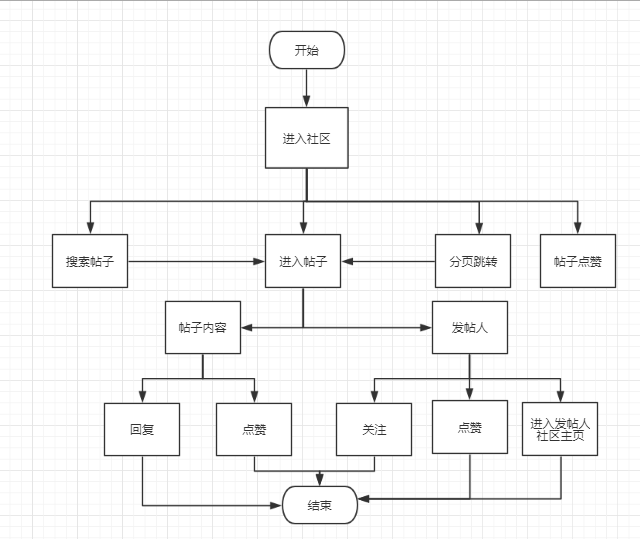 开始
进入社区
搜索帖子
进入帖子
分页跳转
帖子点赞
帖子内容
发帖人
回复
点赞
关注
点赞
进入发帖人
社区主页
结束